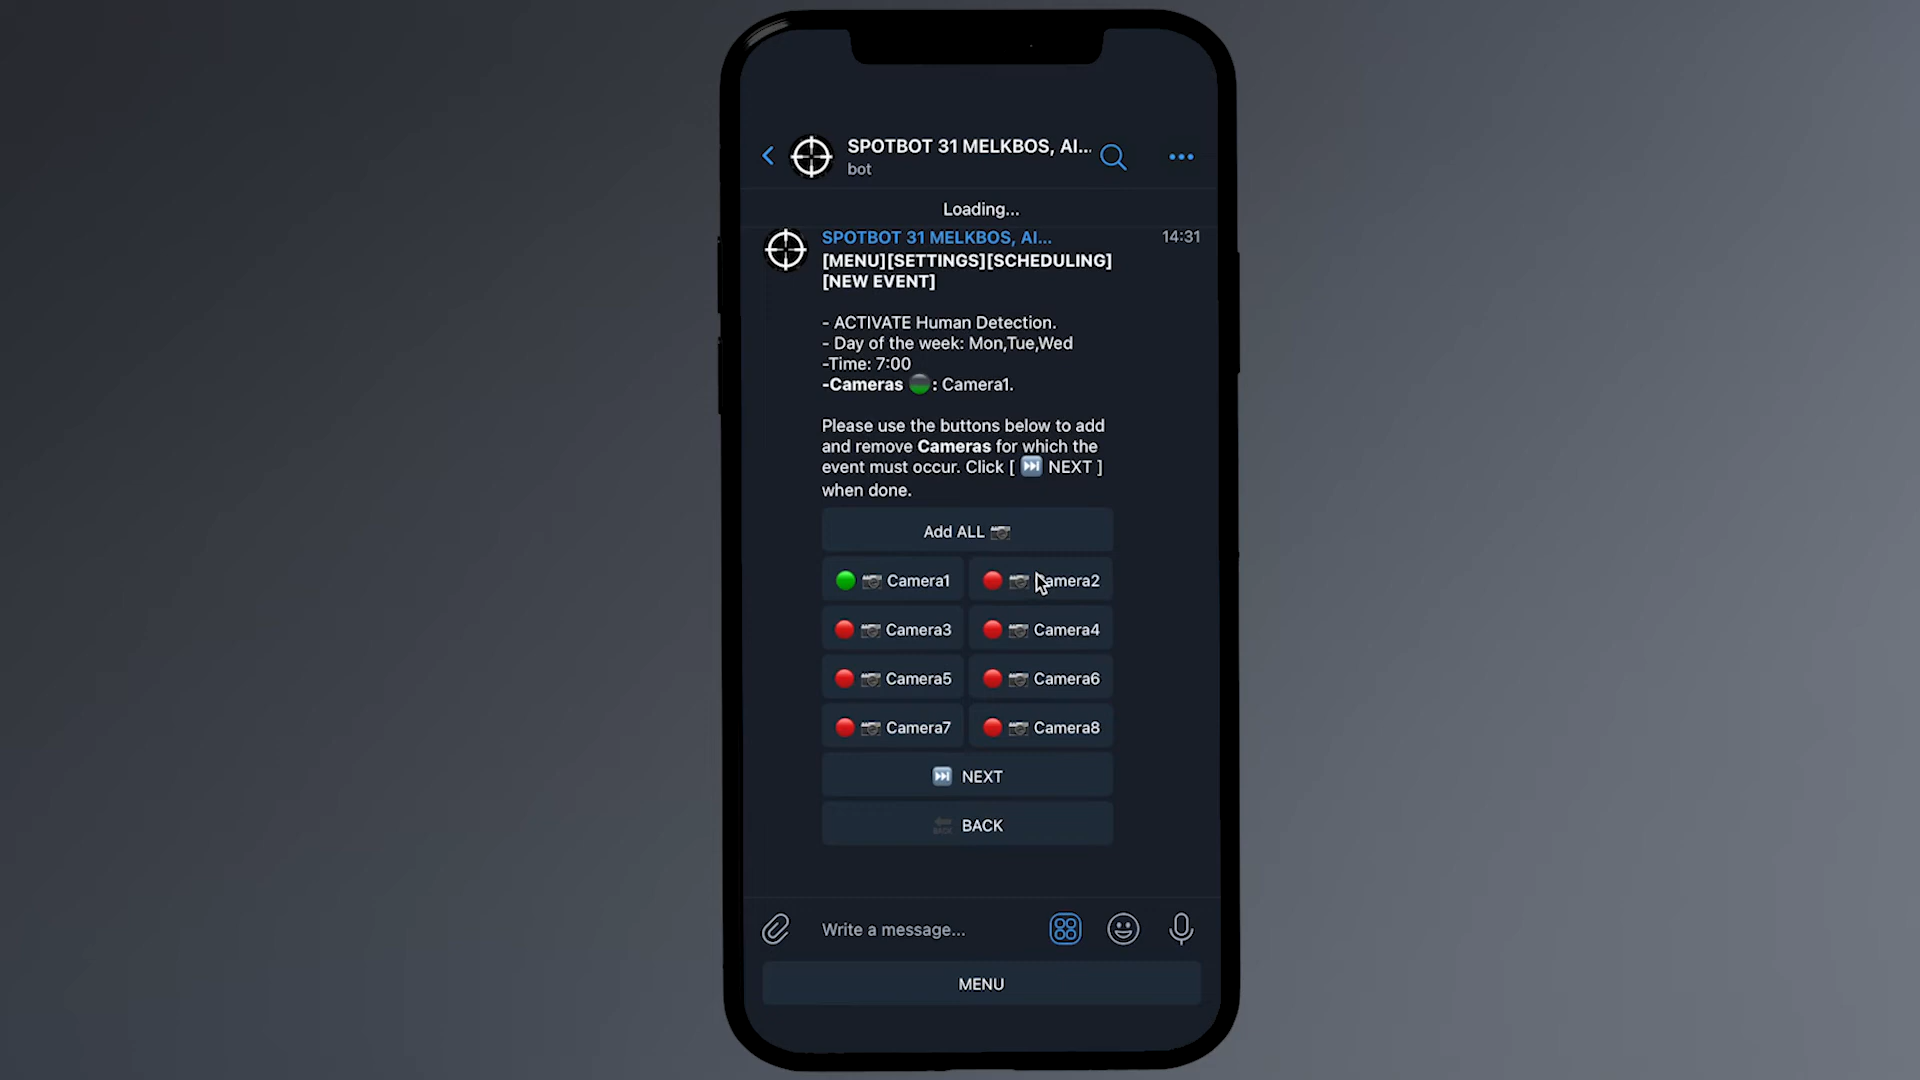 SPOTBOT 31 MELKBOS, AI...
bot
Loading...
SPOTBOT 31 MELKBOS, AI...
14:31
[MENU][SETTINGS][SCHEDULING]
[NEW EVENT]
- ACTIVATE Human Detection.
- Day of the week: Mon,Tue,Wed
-Time: 7:00
-Cameras : Camera1.
Please use the buttons below to add
and remove Cameras for which the
event must occur. Click [ NEXT ]
when done.
Add ALL
Camera1
Camera2
Camera3
Camera4
Camera5
Camera6
Camera7
Camera8
NEXT
BACK
Write a message...
MENU